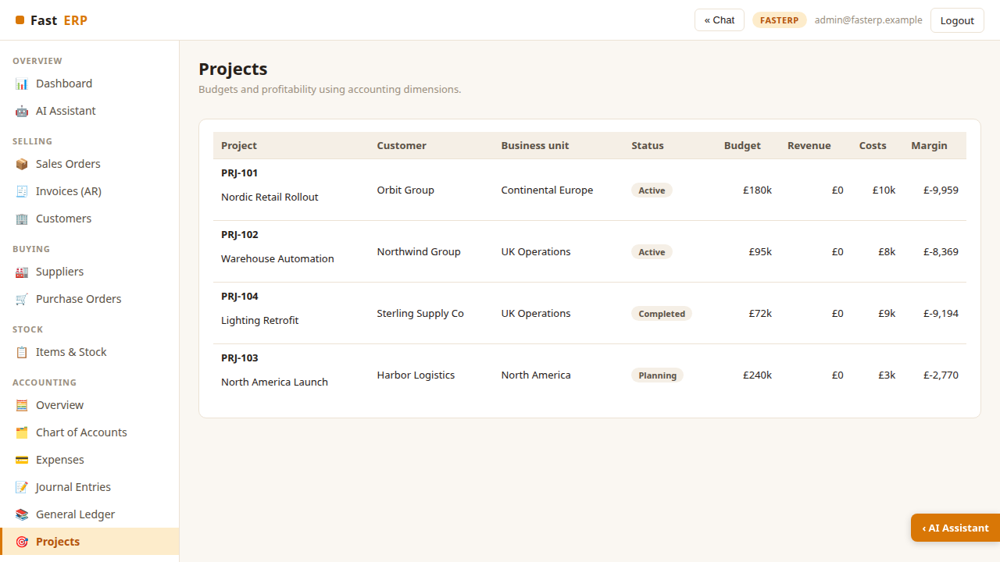 Fast ERP
« Chat
FASTERP
admin@fasterp.example
Logout
OVERVIEW
Dashboard
AI Assistant
SELLING
Sales Orders
Invoices (AR)
Customers
BUYING
Suppliers
Purchase Orders
STOCK
Items & Stock
ACCOUNTING
Overview
Chart of Accounts
Expenses
Journal Entries
General Ledger
Projects
Projects
Budgets and profitability using accounting dimensions.
Project Customer Business unit Status Budget Revenue Costs Margin
PRJ-101
Nordic Retail Rollout Orbit Group Continental Europe Active £180k £0 £10k £-9,959
PRJ-102
Warehouse Automation Northwind Group UK Operations Active £95k £0 £8k £-8,369
PRJ-104
Lighting Retrofit Sterling Supply Co UK Operations Completed £72k £0 £9k £-9,194
PRJ-103
North America Launch Harbor Logistics North America Planning £240k £0 £3k £-2,770
‹ AI Assistant